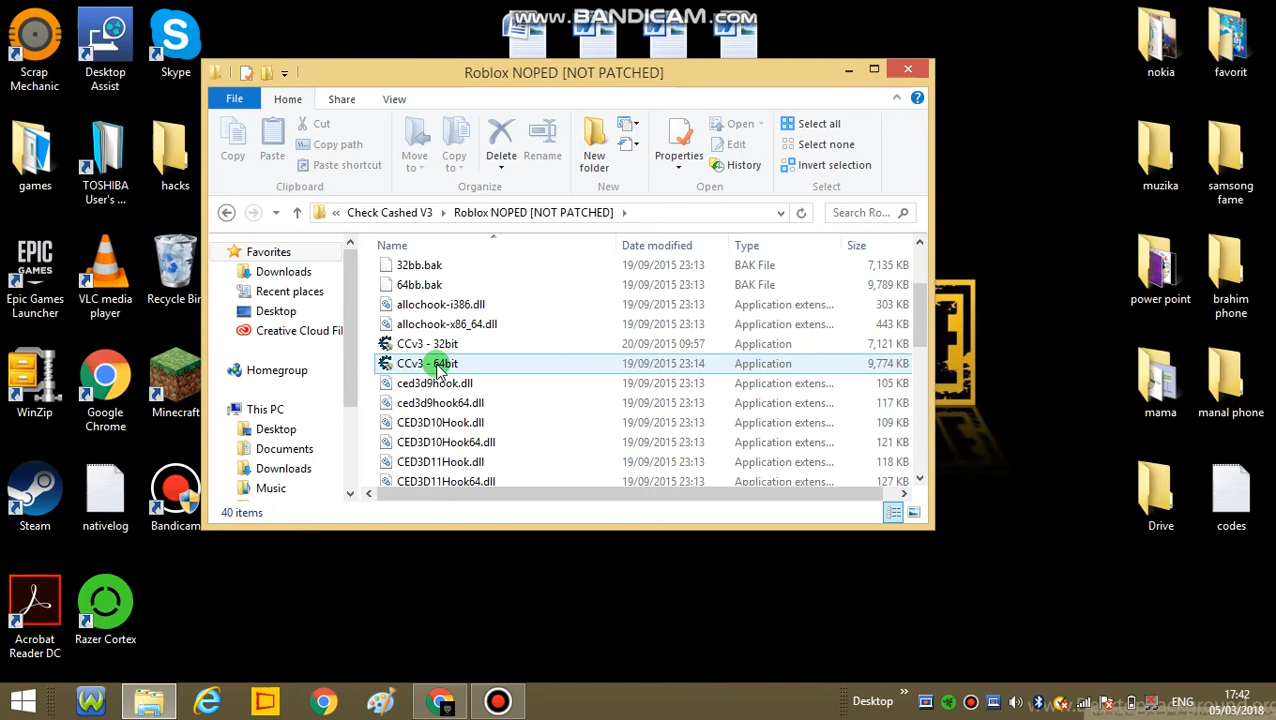 WWW.BANDICAM.COM
Scrap
Mechanic
Desktop
Assist
Skype
games
TOSHIBA
User's ...
hacks
Epic Games
Launcher
VLC media
player
Recycle Bin
WinZip
Google
Chrome
Minecraft
Steam
nativelog
Bandicam
Acrobat
Reader DC
Razer Cortex
Roblox NOPED [NOT PATCHED]
File
Home
Share
View
Copy
Paste
Cut
Copy path
Paste shortcut
Clipboard
Move
to
Copy
to
Delete
Rename
Organize
New
folder
New
Properties
Open
Edit
History
Open
Select all
Select none
Invert selection
Select
Check Cashed V3
Roblox NOPED [NOT PATCHED]
Search Ro...
Favorites
Downloads
Recent places
Desktop
Creative Cloud Fil
Homegroup
This PC
Desktop
Documents
Downloads
Music
Name Date modified Type Size
32bb.bak 19/09/2015 23:13 BAK File 7,135 KB
64bb.bak 19/09/2015 23:13 BAK File 9,789 KB
allochook-i386.dll 19/09/2015 23:13 Application extens... 303 KB
allochook-x86_64.dll 19/09/2015 23:13 Application extens... 443 KB
CCv3 - 32bit 20/09/2015 09:57 Application 7,121 KB
CCv3 - 64bit 19/09/2015 23:14 Application 9,774 KB
ced3d9hook.dll 19/09/2015 23:13 Application extens... 105 KB
ced3d9hook64.dll 19/09/2015 23:13 Application extens... 117 KB
CED3D10Hook.dll 19/09/2015 23:13 Application extens... 109 KB
CED3D10Hook64.dll 19/09/2015 23:13 Application extens... 121 KB
CED3D11Hook.dll 19/09/2015 23:13 Application extens... 118 KB
CED3D11Hook64.dll 19/09/2015 23:13 Application extens... 127 KB
40 items
nokia
favorit
muzika
samsong
fame
power point
brahim
phone
mama
manal phone
Drive
codes
Desktop
ENG
17:42
05/03/2018